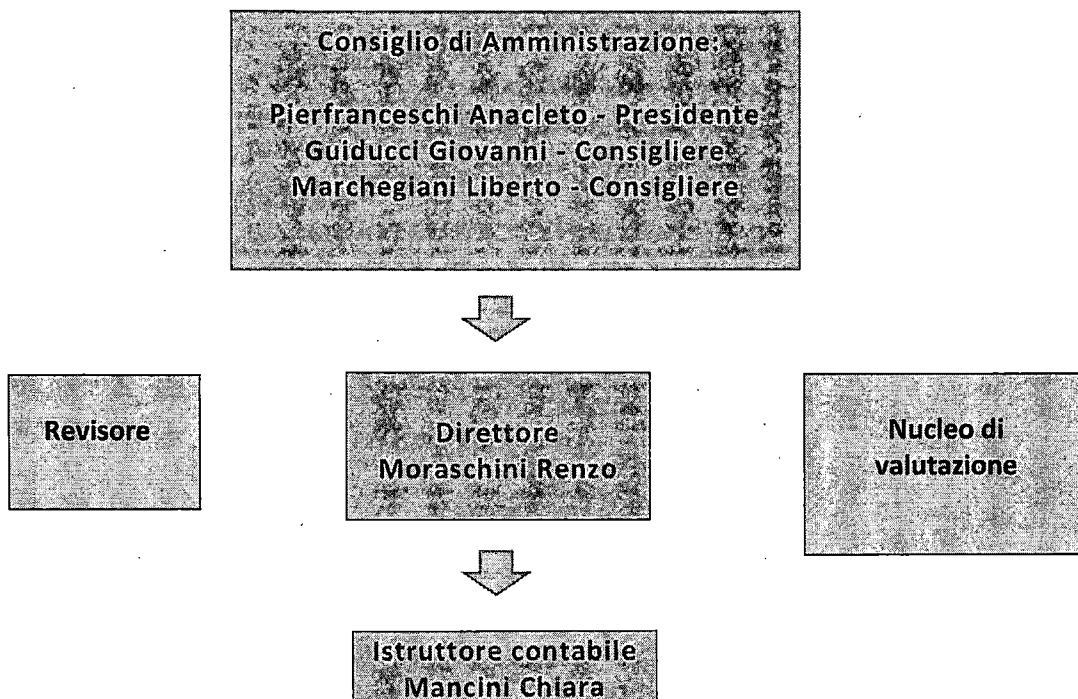 Consiglio di Amministrazione:
Pierfranceschi Anacleto - Presidente
Guiducci Giovanni - Consigliere
Marchegiani Liberto - Consigliere
Revisore
Direttore
Moraschini Renzo
Nucleo di
valutazione
Istruttore contabile
Mancini Chiara